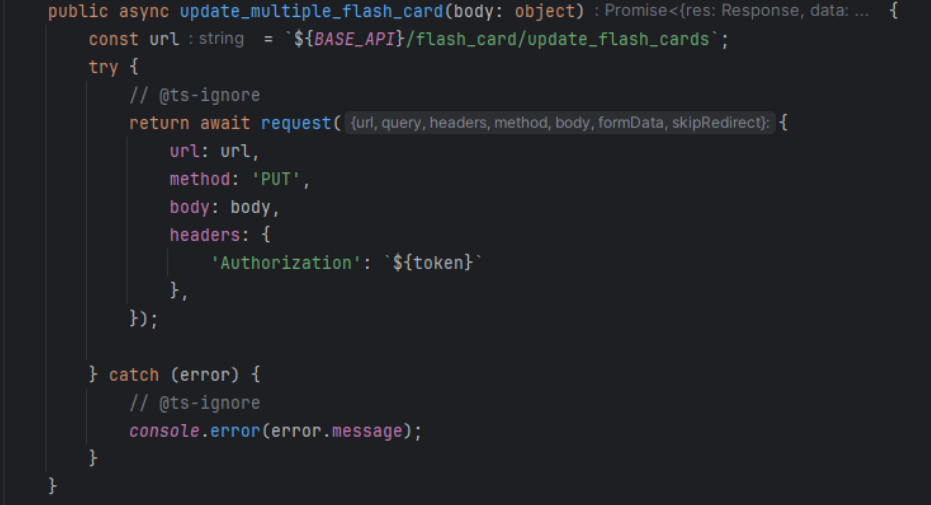 public async update_multiple_flash_card(body: object) : Promise<{res: Response, data: ... {
    const url : string = `${BASE_API}/flash_card/update_flash_cards`;
    try {
        // @ts-ignore
        return await request( {url, query, headers, method, body, formData, skipRedirect}: {
            url: url,
            method: 'PUT',
            body: body,
            headers: {
                'Authorization': `${token}`
            },
        });
    } catch (error) {
        // @ts-ignore
        console.error(error.message);
    }
}